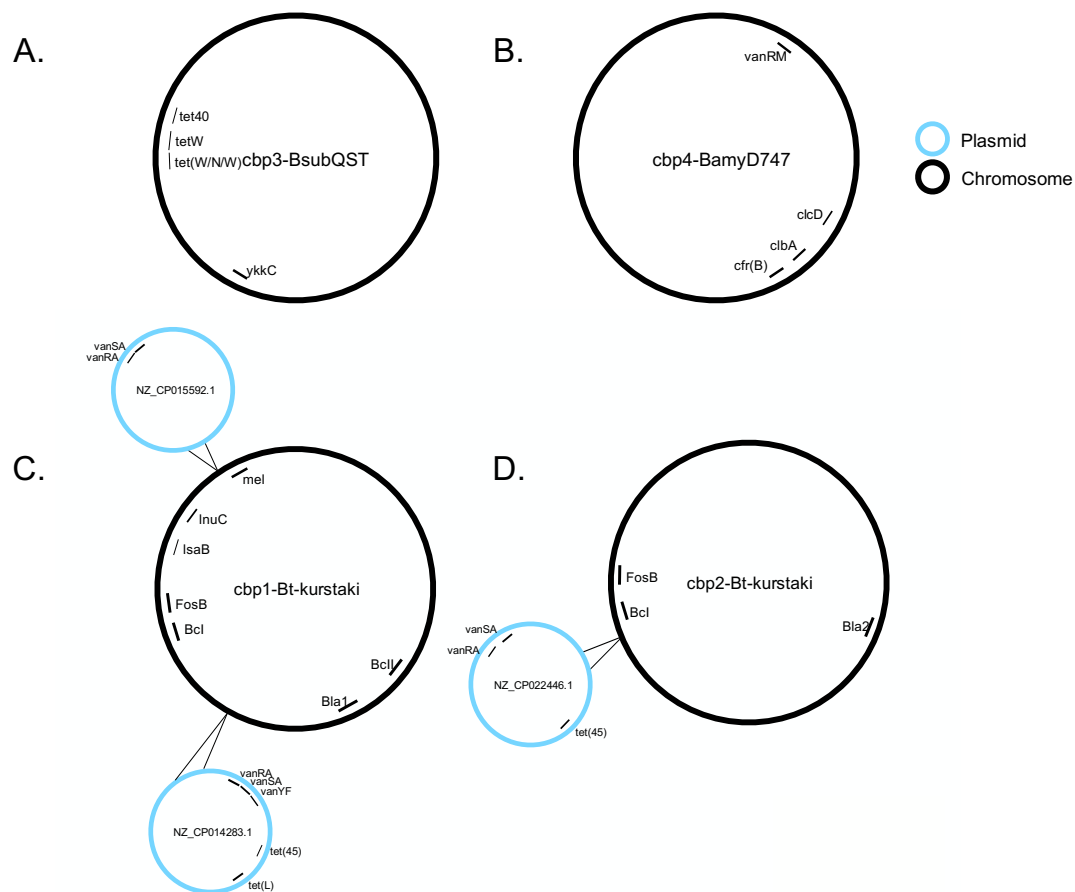 A.
tet40
tetW
tet(W/N/W)
cbp3-BsubQST
ykkC
B.
vanRM
cbp4-BamyD747
clcD
clbA
cfr(B)
Plasmid
Chromosome
C.
vanSA
vanRA
NZ_CP015592.1
mel
lnuC
lsaB
FosB
BcI
cbp1-Bt-kurstaki
BcII
Bla1
vanRA
vanSA
vanYF
NZ_CP014283.1
tet(45)
tet(L)
D.
FosB
BcI
cbp2-Bt-kurstaki
Bla2
vanSA
vanRA
NZ_CP022446.1
tet(45)